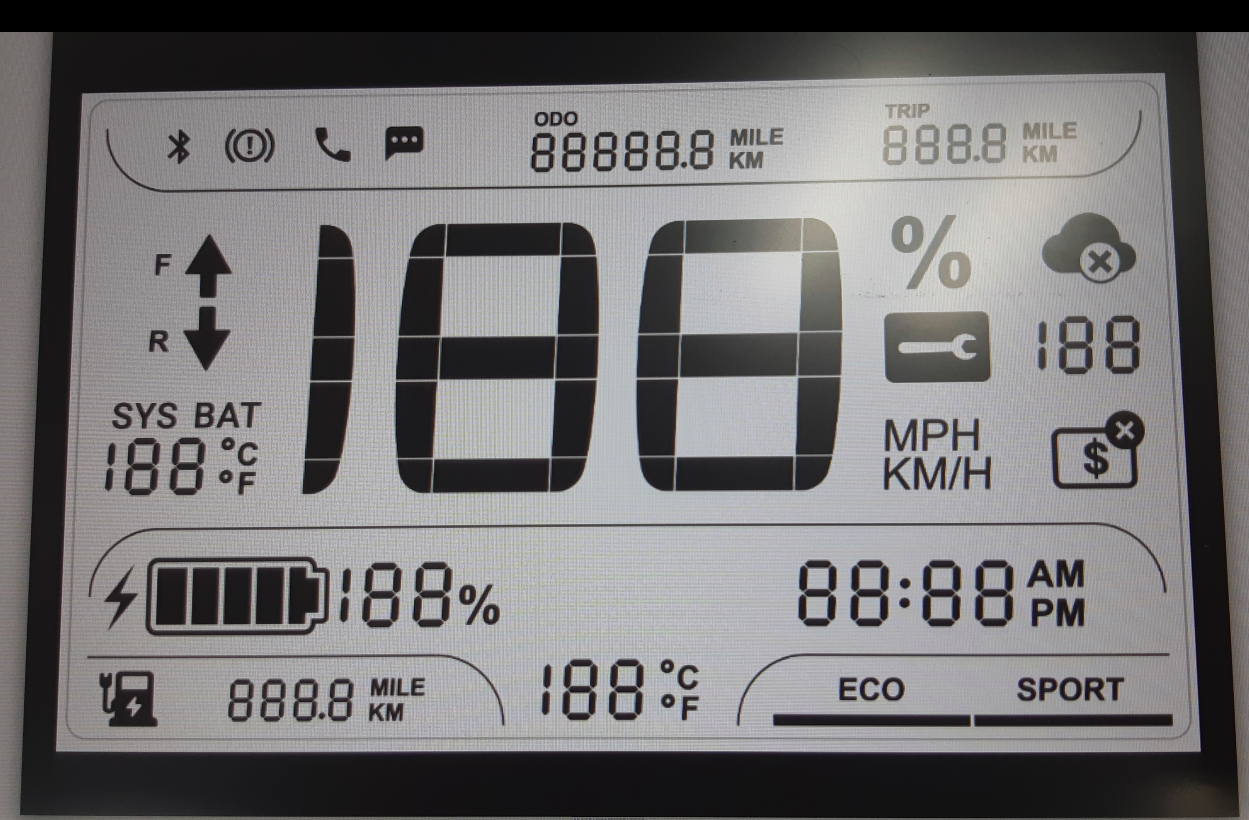 ODO
88888.8 MILE
KM
TRIP
888.8 MILE
KM
F
R
188
%
188
SYS BAT
188 °C
°F
MPH
KM/H
$
188%
88:88 AM
PM
888.8 MILE
KM
188 °C
°F
ECO SPORT